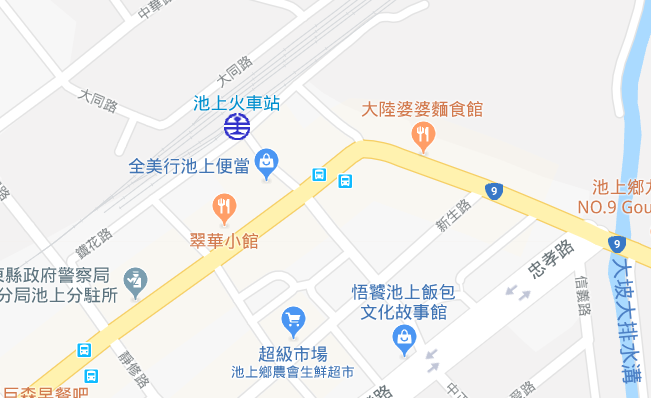 中華路
大同路
大同路
池上火車站
大陸婆婆麵食館
全美行池上便當
9
池上鄉
NO.9 Gou
新生路
翠華小館
鐵花路
9
忠孝路
縣政府警察局
分局池上分駐所
大坡大排水溝
信義路
悟饕池上飯包
文化故事館
超級市場
池上鄉農會生鮮超市
靜修路
巨森早餐吧